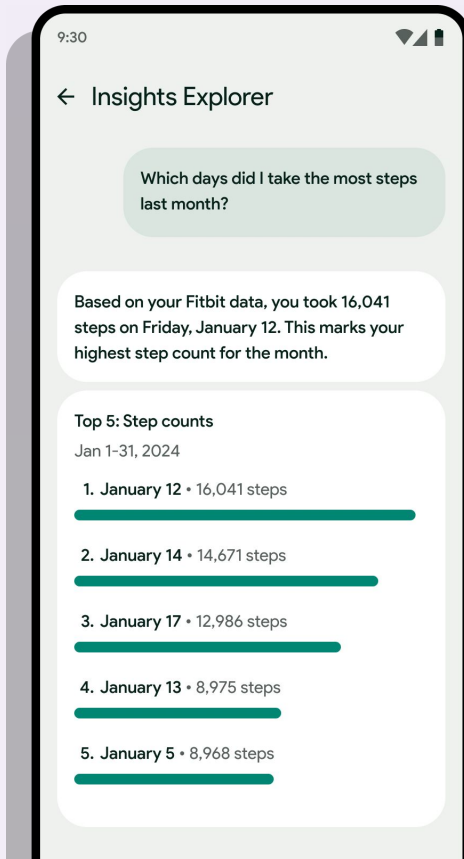 9:30
Insights Explorer
Which days did I take the most steps
last month?
Based on your Fitbit data, you took 16,041
steps on Friday, January 12. This marks your
highest step count for the month.
Top 5: Step counts
Jan 1-31, 2024
1. January 12 • 16,041 steps
2. January 14 • 14,671 steps
3. January 17 • 12,986 steps
4. January 13 • 8,975 steps
5. January 5 • 8,968 steps